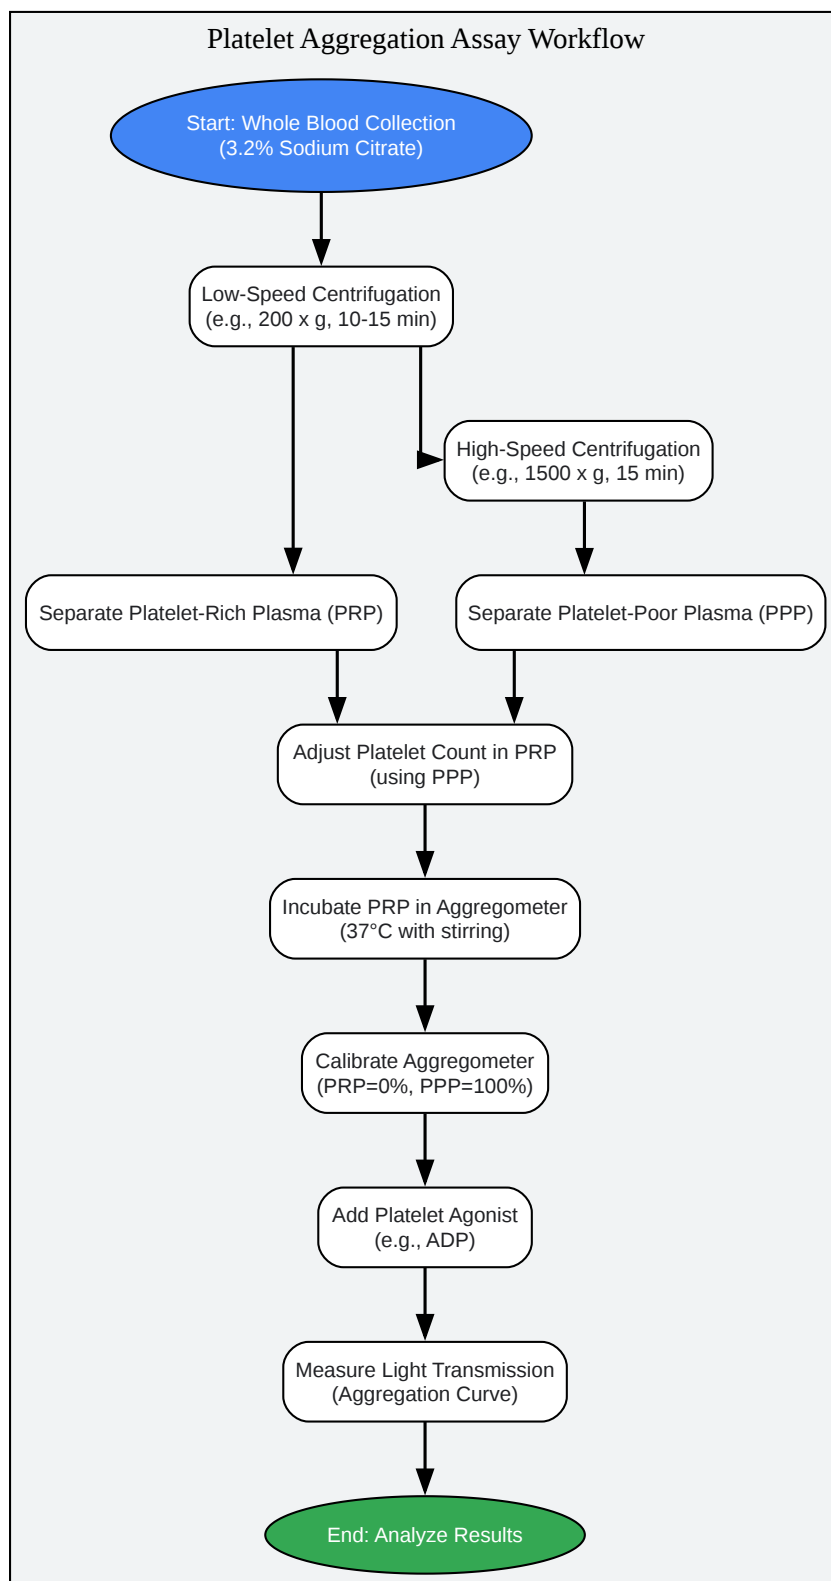 Platelet Aggregation Assay Workflow
Start: Whole Blood Collection
(3.2% Sodium Citrate)
Low-Speed Centrifugation
(e.g., 200 x g, 10-15 min)
High-Speed Centrifugation
(e.g., 1500 x g, 15 min)
Separate Platelet-Rich Plasma (PRP)
Separate Platelet-Poor Plasma (PPP)
Adjust Platelet Count in PRP
(using PPP)
Incubate PRP in Aggregometer
(37°C with stirring)
Calibrate Aggregometer
(PRP=0%, PPP=100%)
Add Platelet Agonist
(e.g., ADP)
Measure Light Transmission
(Aggregation Curve)
End: Analyze Results